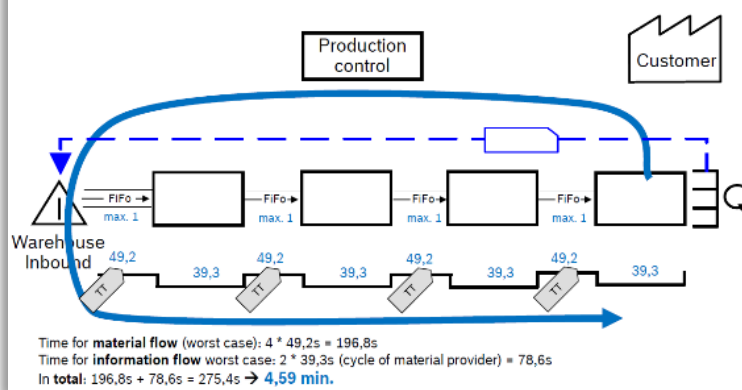 Production
control
Customer
FiFo
FiFo
FiFo
FiFo
max. 1
max. 1
max. 1
max. 1
Warehouse
Inbound
49,2
49,2
49,2
49,2
39,3
39,3
39,3
39,3
TT
TT
TT
TT
Time for material flow (worst case): 4 * 49,2s = 196,8s
Time for information flow worst case: 2 * 39,3s (cycle of material provider) = 78,6s
In total: 196,8s + 78,6s = 275,4s → 4,59 min.